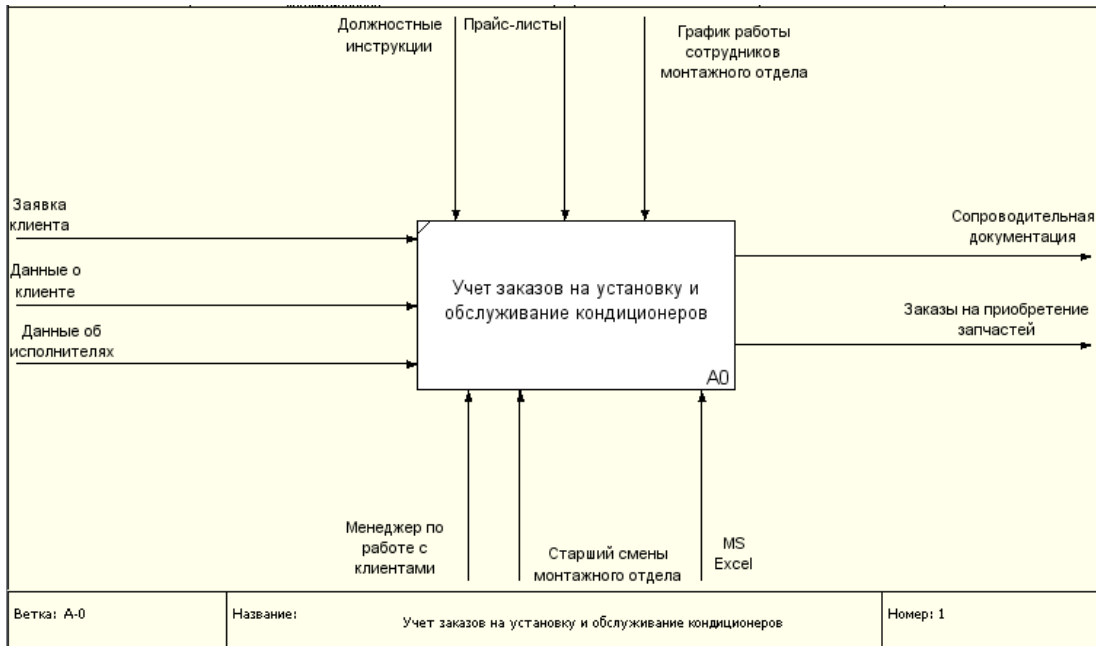 Должностные
инструкции
Прайс-листы
График работы
сотрудников
монтажного отдела
Заявка
клиента
Данные о
клиенте
Данные об
исполнителях
Учет заказов на установку и
обслуживание кондиционеров
A0
Сопроводительная
документация
Заказы на приобретение
запчастей
Менеджер по
работе с
клиентами
Старший смены
монтажного отдела
MS
Excel
Ветка: A-0
Название:
Учет заказов на установку и обслуживание кондиционеров
Номер: 1